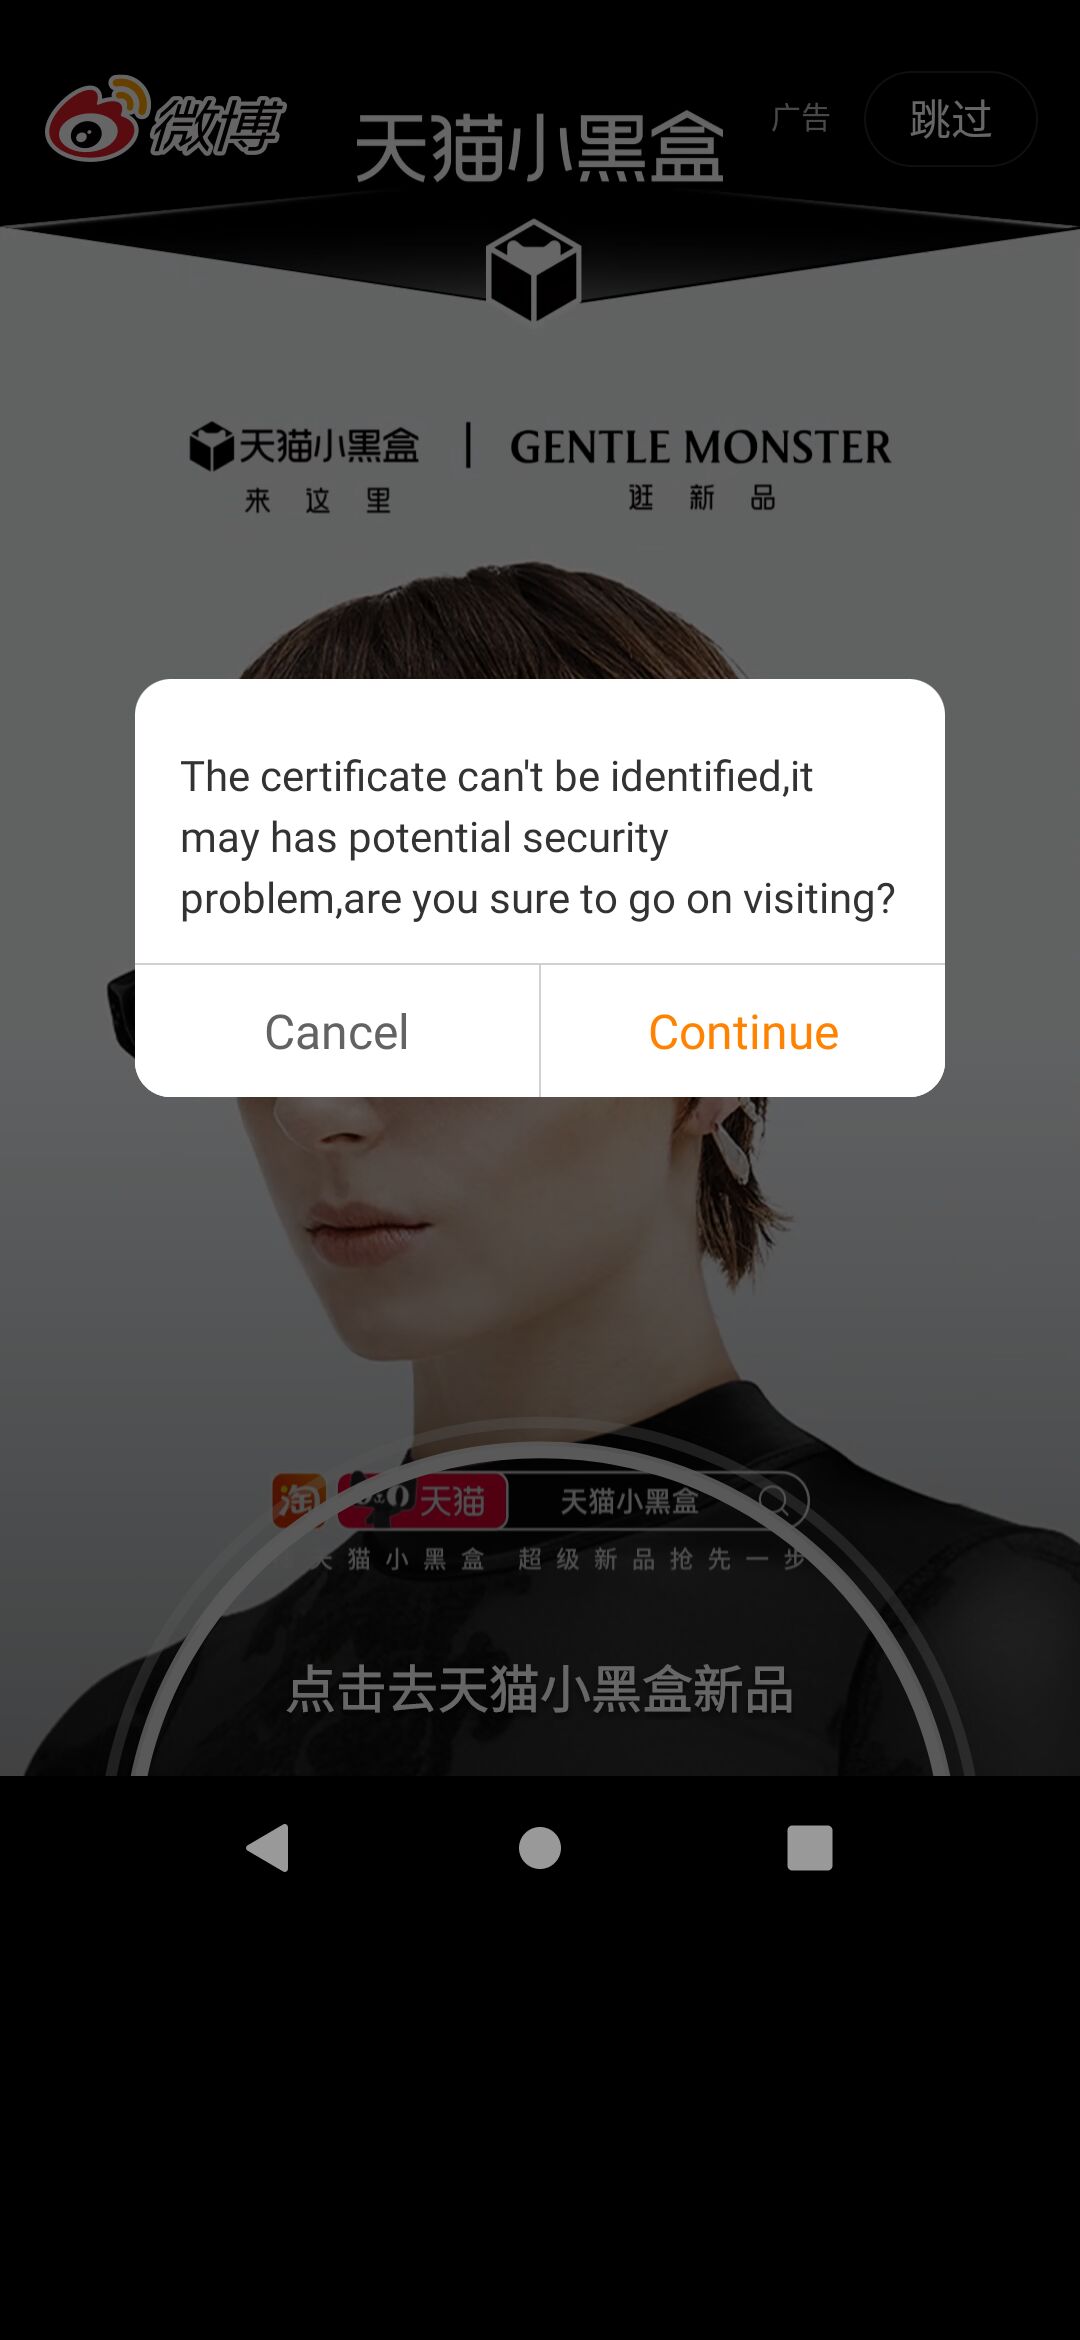 微博
天猫小黑盒
广告
跳过
天猫小黑盒
GENTLE MONSTER
来这里
逛新品
The certificate can't be identified,it
may has potential security
problem,are you sure to go on visiting?
Cancel
Continue
淘
天猫
天猫小黑盒
天猫小黑盒 超级新品抢先一步
点击去天猫小黑盒新品